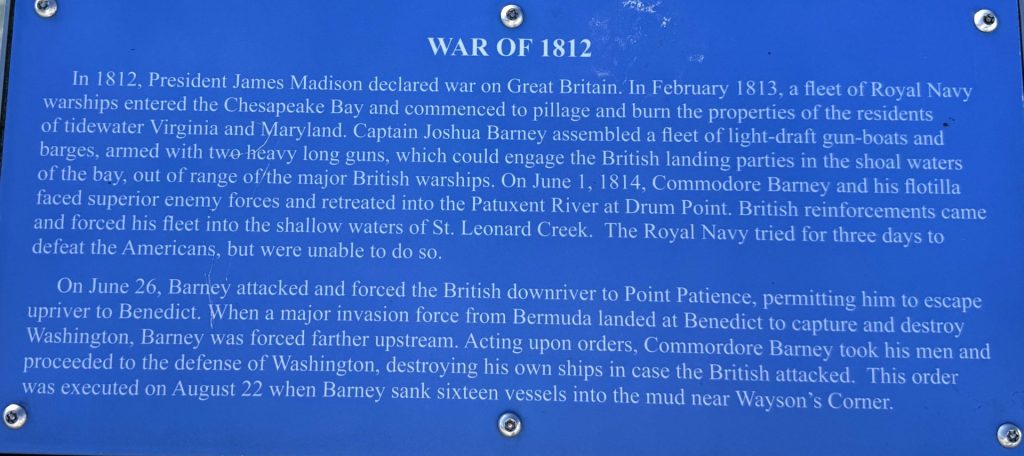 WAR OF 1812
In 1812, President James Madison declared war on Great Britain. In February 1813, a fleet of Royal Navy
warships entered the Chesapeake Bay and commenced to pillage and burn the properties of the residents
of tidewater Virginia and Maryland. Captain Joshua Barney assembled a fleet of light-draft gun-boats and
barges, armed with two heavy long guns, which could engage the British landing parties in the shoal waters
of the bay, out of range of the major British warships. On June 1, 1814, Commodore Barney and his flotilla
faced superior enemy forces and retreated into the Patuxent River at Drum Point. British reinforcements came
and forced his fleet into the shallow waters of St. Leonard Creek. The Royal Navy tried for three days to
defeat the Americans, but were unable to do so.
On June 26, Barney attacked and forced the British downriver to Point Patience, permitting him to escape
upriver to Benedict. When a major invasion force from Bermuda landed at Benedict to capture and destroy
Washington, Barney was forced farther upstream. Acting upon orders, Commordore Barney took his men and
proceeded to the defense of Washington, destroying his own ships in case the British attacked. This order
was executed on August 22 when Barney sank sixteen vessels into the mud near Wayson's Corner.